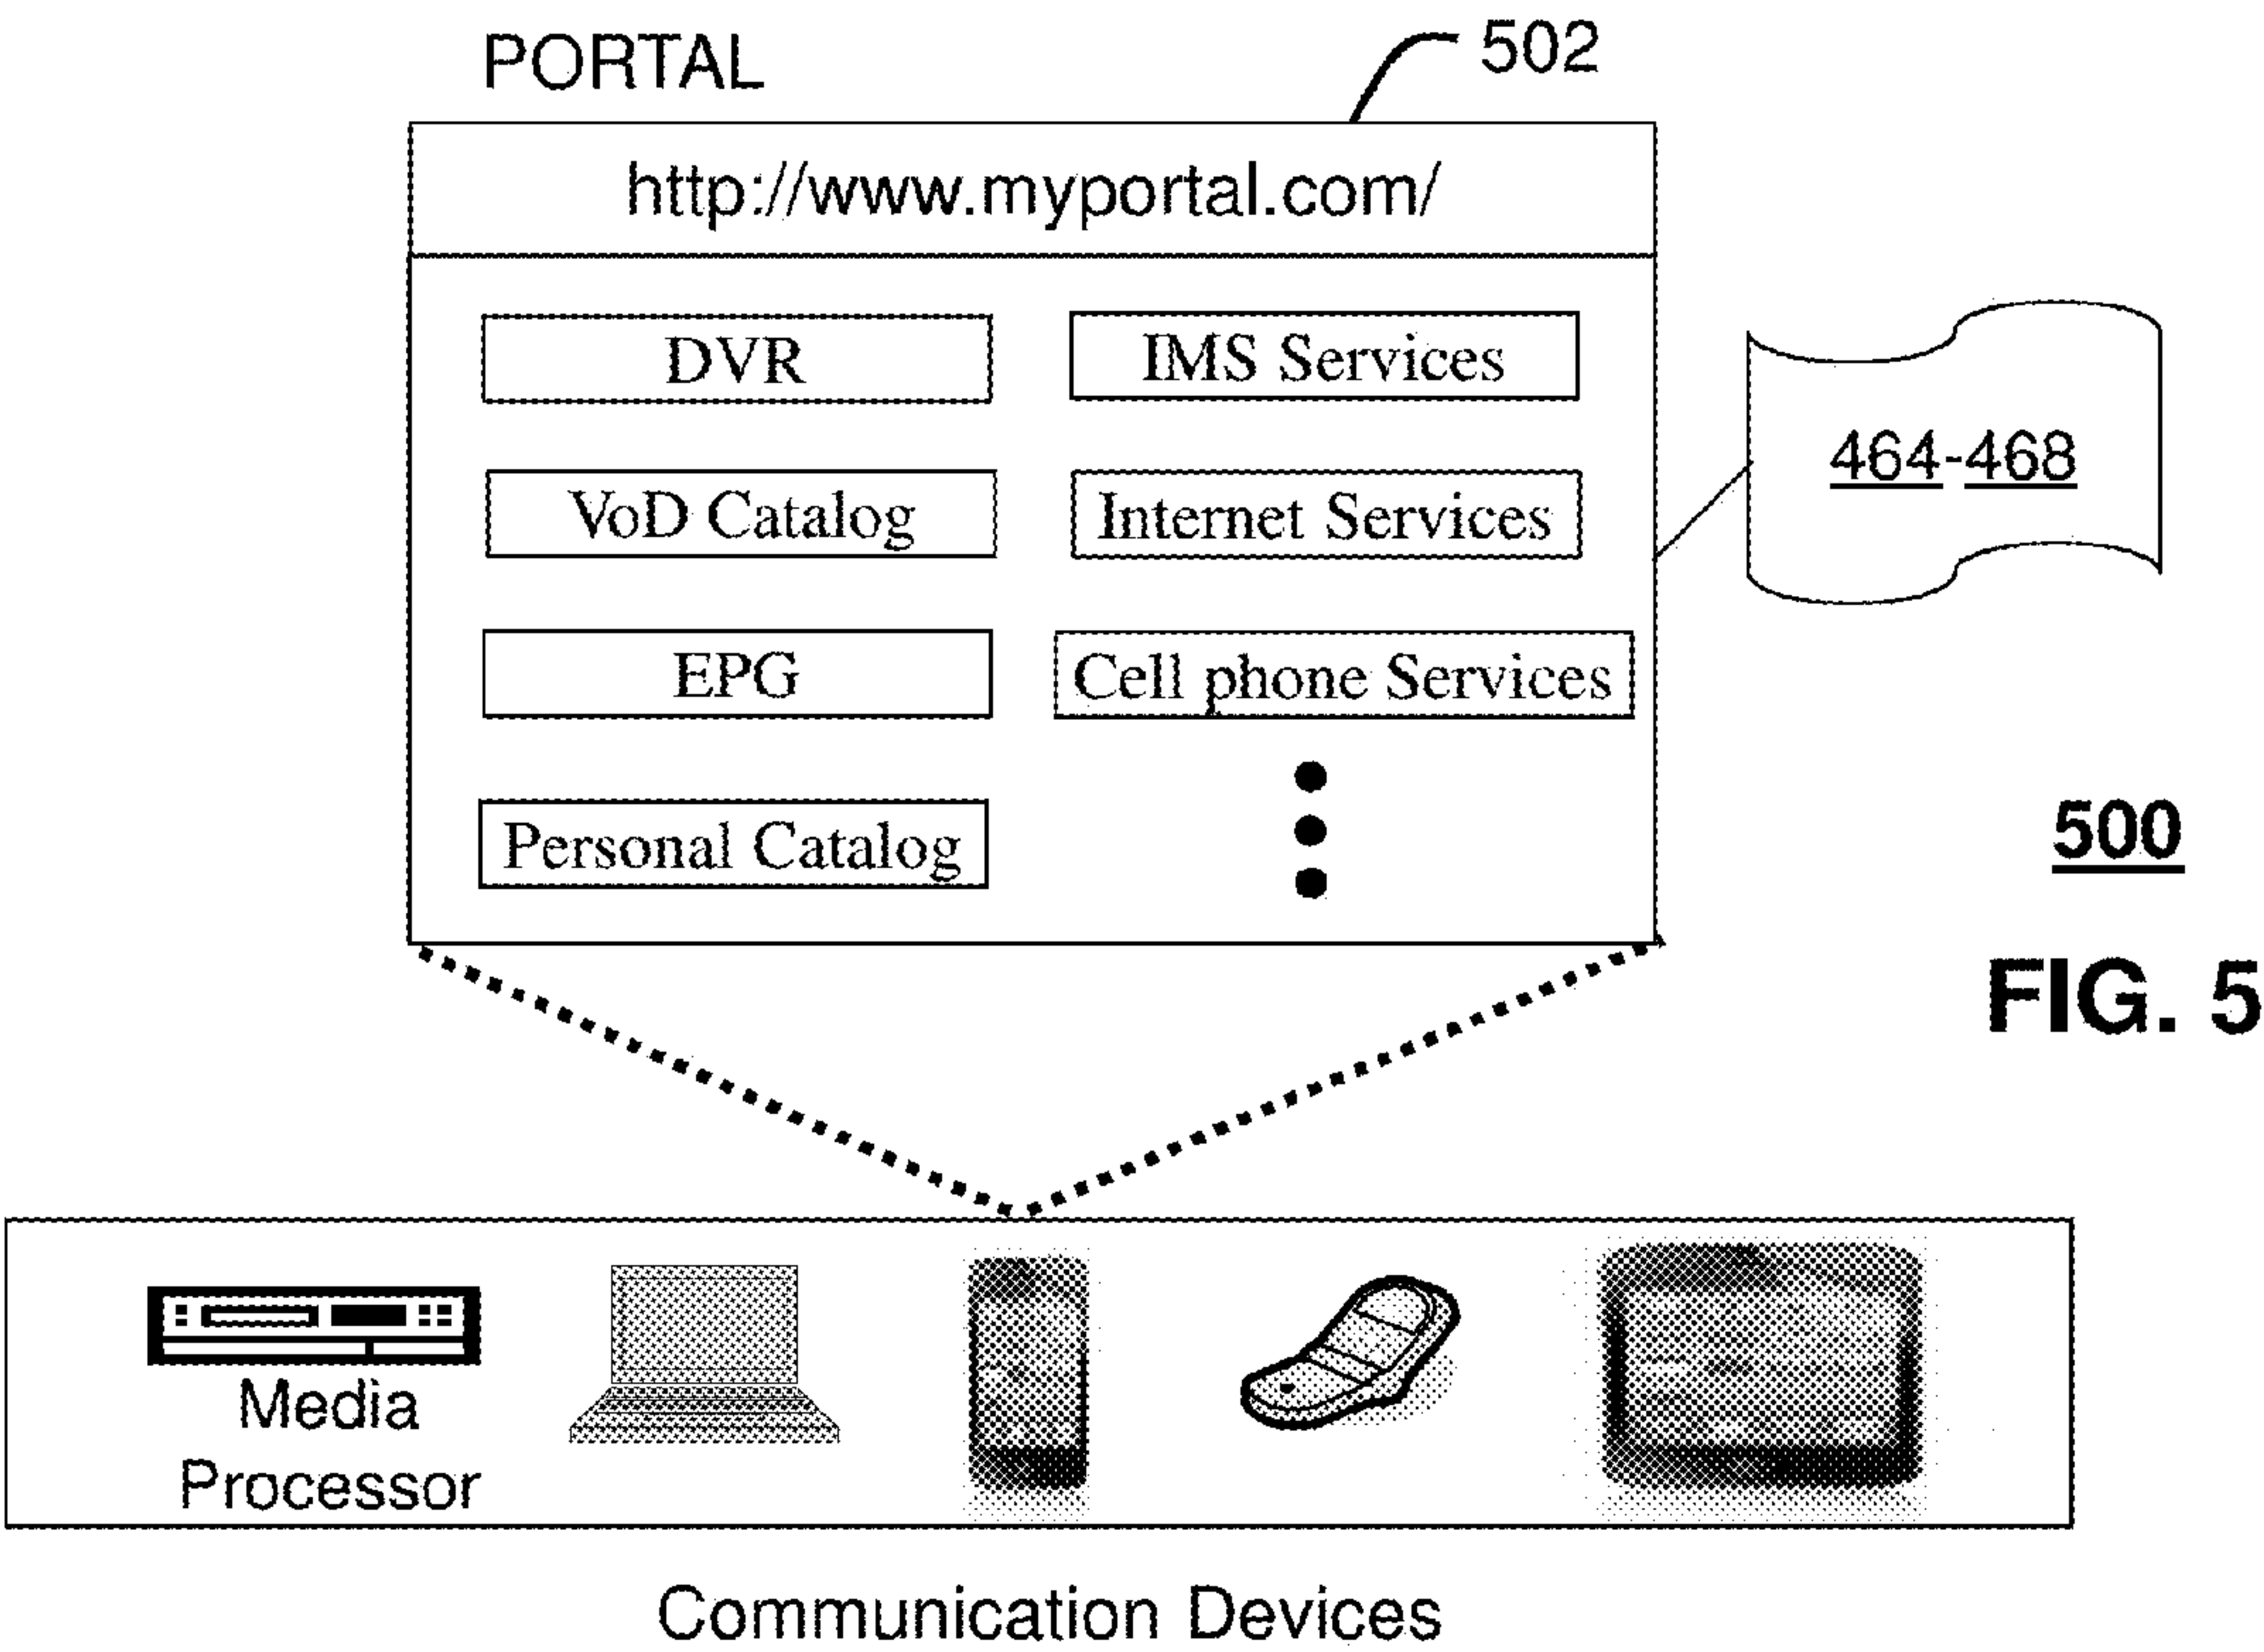 PORTAL
502
http://www.myportal.com/
DVR
IMS Services
VoD Catalog
Internet Services
464-468
EPG
Cell phone Services
Personal Catalog
500
FIG. 5
Media
Processor
Communication Devices